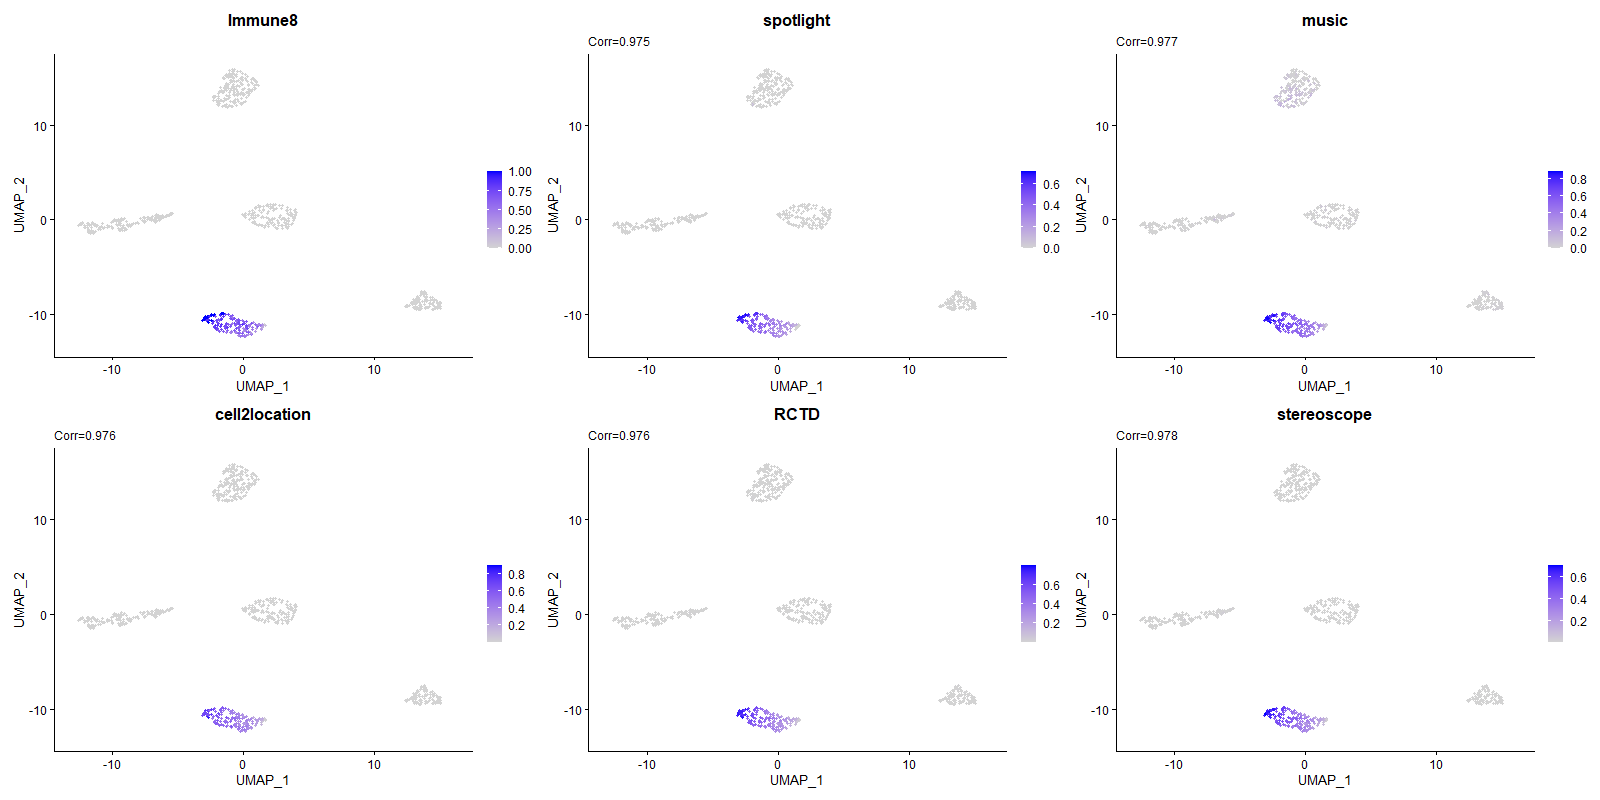 Immune8
10
0
-10
UMAP_2
-10
0
10
UMAP_1
1.00
0.75
0.50
0.25
0.00
spotlight
Corr=0.975
10
0
-10
UMAP_2
-10
0
10
UMAP_1
0.6
0.4
0.2
0.0
music
Corr=0.977
10
0
-10
UMAP_2
-10
0
10
UMAP_1
0.8
0.6
0.4
0.2
0.0
cell2location
Corr=0.976
10
0
-10
UMAP_2
-10
0
10
UMAP_1
0.8
0.6
0.4
0.2
RCTD
Corr=0.976
10
0
-10
UMAP_2
-10
0
10
UMAP_1
0.6
0.4
0.2
stereoscope
Corr=0.978
10
0
-10
UMAP_2
-10
0
10
UMAP_1
0.6
0.4
0.2